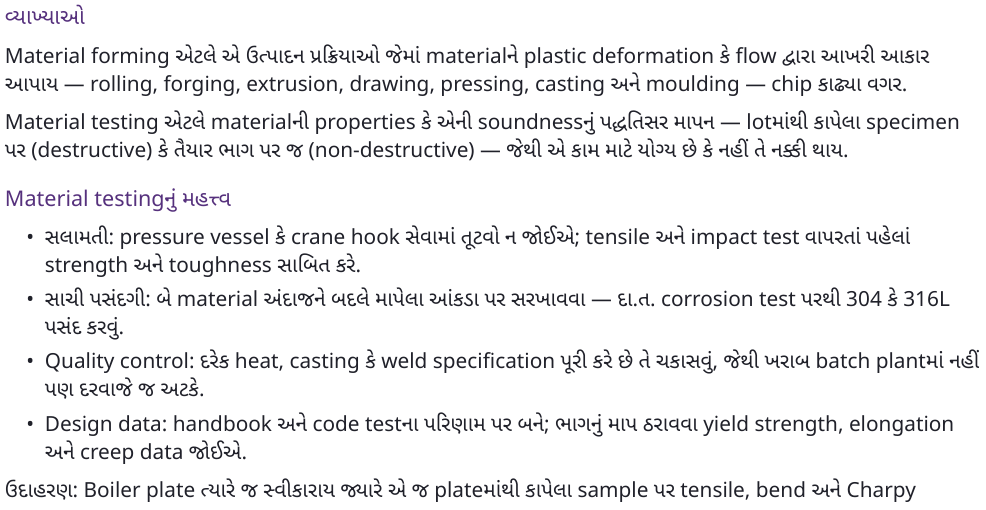 વ્યાખ્યાઓ
Material forming એટલે એ ઉત્પાદન પ્રક્રિયાઓ જેમાં materialને plastic deformation કે flow દ્વારા આખરી આકાર
આપાય — rolling, forging, extrusion, drawing, pressing, casting અને moulding — chip કાઢ્યા વગર.
Material testing એટલે materialની properties કે એની soundnessનું પદ્ધતિસર માપન — lotમાંથી કાપેલા specimen
પર (destructive) કે તૈયાર ભાગ પર જ (non-destructive) — જેથી એ કામ માટે યોગ્ય છે કે નહીં તે નક્કી થાય.
Material testingનું મહત્ત્વ
• સલામતી: pressure vessel કે crane hook સેવામાં તૂટવો ન જોઈએ; tensile અને impact test વાપરતાં પહેલાં
strength અને toughness સાબિત કરે.
• સાચી પસંદગી: બે material અંદાજને બદલે માપેલા આંકડા પર સરખાવવા — દા.ત. corrosion test પરથી 304 કે 316L
પસંદ કરવું.
• Quality control: દરેક heat, casting કે weld specification પૂરી કરે છે તે ચકાસવું, જેથી ખરાબ batch plantમાં નહીં
પણ દરવાજે જ અટકે.
• Design data: handbook અને code testના પરિણામ પર બને; ભાગનું માપ ઠરાવવા yield strength, elongation
અને creep data જોઈએ.
ઉદાહરણ: Boiler plate ત્યારે જ સ્વીકારાય જ્યારે એ જ plateમાંથી કાપેલા sample પર tensile, bend અને Charpy